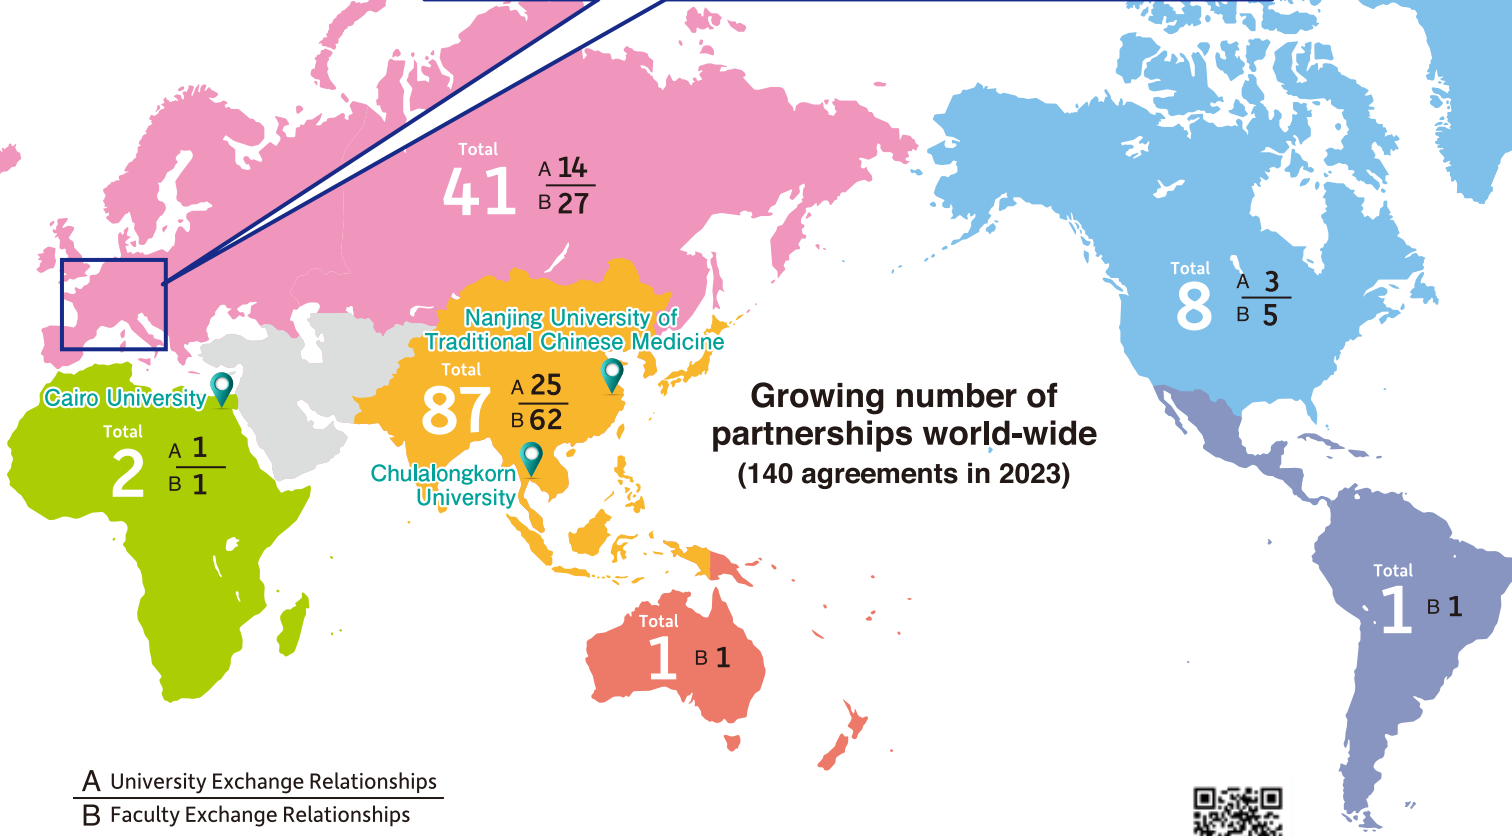 Total
41
A 14
B 27
Total
8
A 3
B 5
Nanjing University of
Traditional Chinese Medicine
Total
87
A 25
B 62
Cairo University
Total
2
A 1
B 1
Growing number of
partnerships world-wide
(140 agreements in 2023)
Chulalongkorn
University
Total
1
B 1
Total
1
B 1
A University Exchange Relationships
B Faculty Exchange Relationships